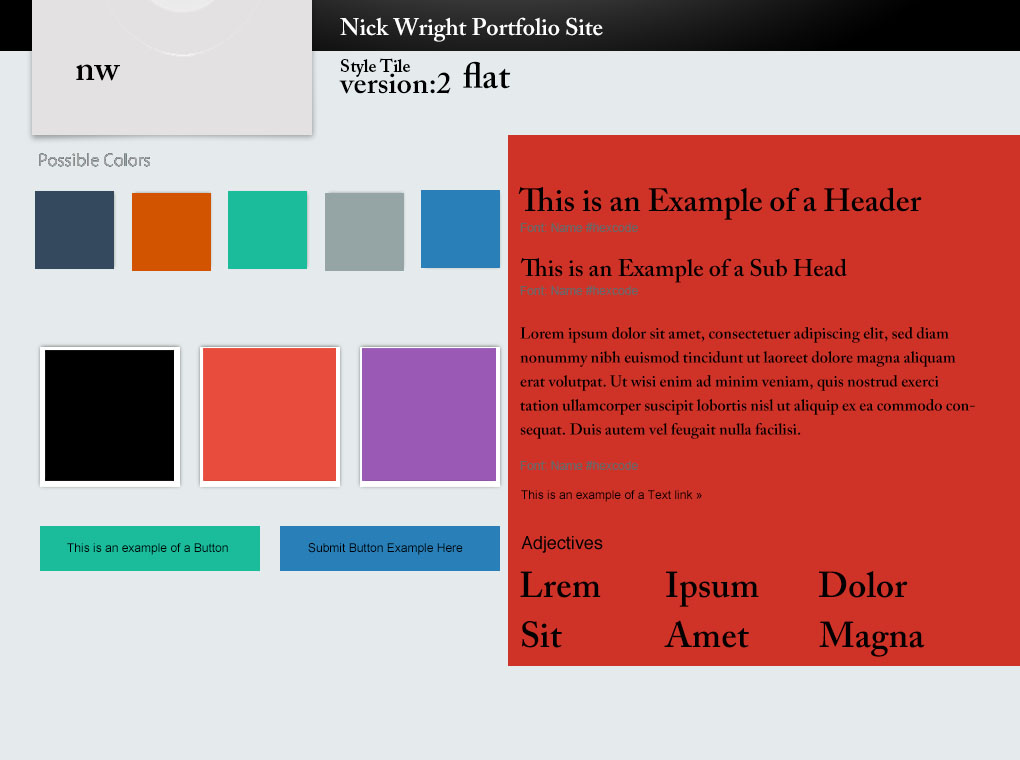 Nick Wright Portfolio Site
nw
Style Tile
version:2 flat
Possible Colors
This is an Example of a Header
Font: Name #hexcode
This is an Example of a Sub Head
Font: Name #hexcode
Lorem ipsum dolor sit amet, consectetuer adipiscing elit, sed diam
nonummy nibh euismod tincidunt ut laoreet dolore magna aliquam
erat volutpat. Ut wisi enim ad minim veniam, quis nostrud exerci
tation ullamcorper suscipit lobortis nisl ut aliquip ex ea commodo con-
sequat. Duis autem vel feugait nulla facilisi.
Font: Name #hexcode
This is an example of a Text link »
This is an example of a Button
Submit Button Example Here
Adjectives
Lrem Ipsum Dolor
Sit Amet Magna